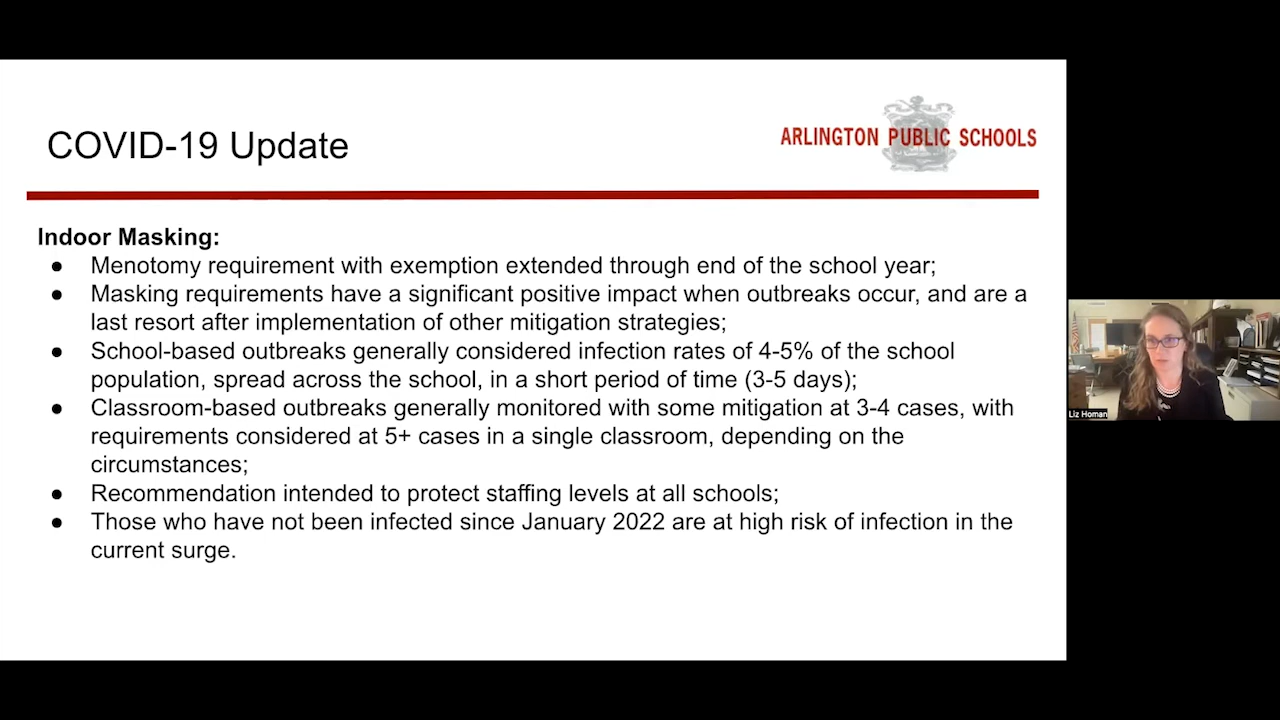 COVID-19 Update
ARLINGTON PUBLIC SCHOOLS
Indoor Masking:
● Menotomy requirement with exemption extended through end of the school year;
● Masking requirements have a significant positive impact when outbreaks occur, and are a
last resort after implementation of other mitigation strategies;
● School-based outbreaks generally considered infection rates of 4-5% of the school
population, spread across the school, in a short period of time (3-5 days);
● Classroom-based outbreaks generally monitored with some mitigation at 3-4 cases, with
requirements considered at 5+ cases in a single classroom, depending on the
circumstances;
● Recommendation intended to protect staffing levels at all schools;
● Those who have not been infected since January 2022 are at high risk of infection in the
current surge.
Liz Homan